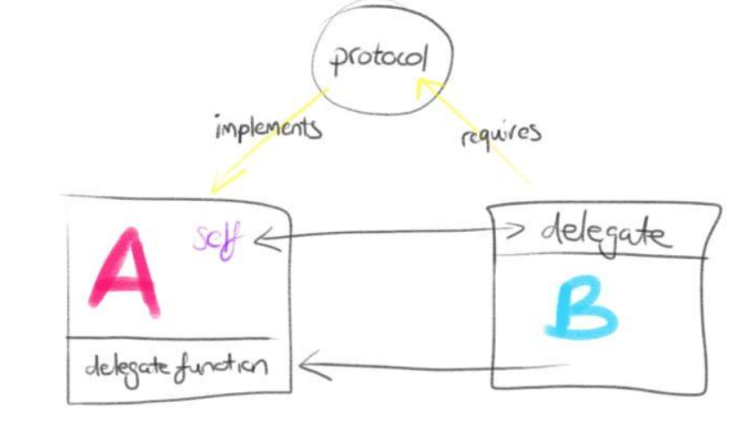 protocol
implements
requires
A
self
delegate
B
delegate function